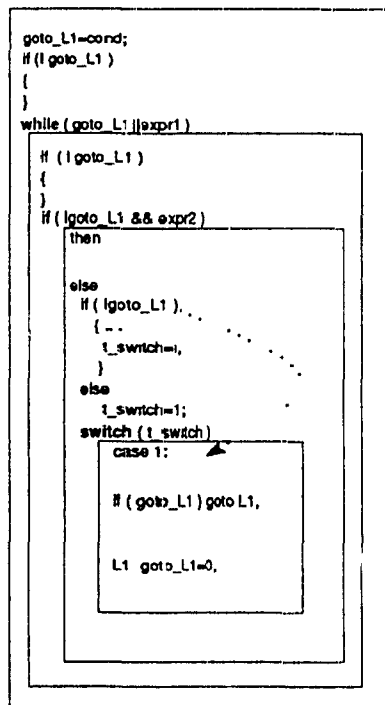 goto_L1=cond;
if (! goto_L1 )
{
}
while ( goto_L1 ||expr1 )
if ( ! goto_L1 )
{
}
if ( !goto_L1 && expr2 )
then
else
if ( !goto_L1 ).
{ ...
t_switch=i,
}
else
t_switch=1;
switch ( t_switch )
case 1:
if ( goto_L1 ) goto L1,
L1 goto_L1=0,